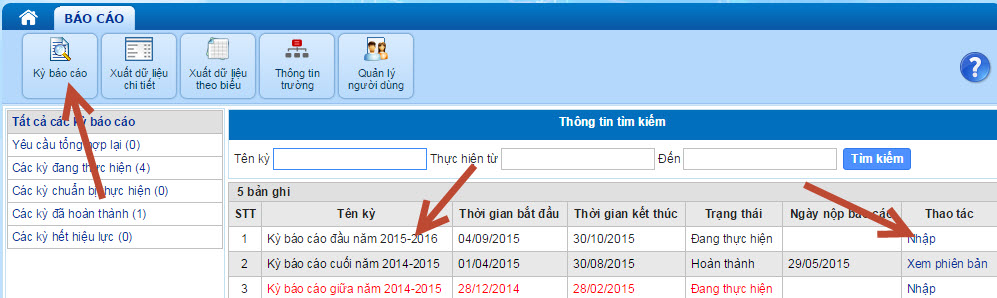 BÁO CÁO
Kỳ báo cáo
Xuất dữ liệu
chi tiết
Xuất dữ liệu
theo biểu
Thông tin
trường
Quản lý
người dùng
?
Tất cả các kỳ báo cáo
Yêu cầu tổng hợp lại (0)
Các kỳ đang thực hiện (4)
Các kỳ chuẩn bị thực hiện (0)
Các kỳ đã hoàn thành (1)
Các kỳ hết hiệu lực (0)
Thông tin tìm kiếm
Tên kỳ Thực hiện từ Đến Tìm kiếm
5 bản ghi
STT Tên kỳ Thời gian bắt đầu Thời gian kết thúc Trạng thái Ngày nộp báo cáo Thao tác
1 Kỳ báo cáo đầu năm 2015-2016 04/09/2015 30/10/2015 Đang thực hiện Nhập
2 Kỳ báo cáo cuối năm 2014-2015 01/04/2015 30/08/2015 Hoàn thành 29/05/2015 Xem phiên bản
3 Kỳ báo cáo giữa năm 2014-2015 28/12/2014 28/02/2015 Đang thực hiện Nhập